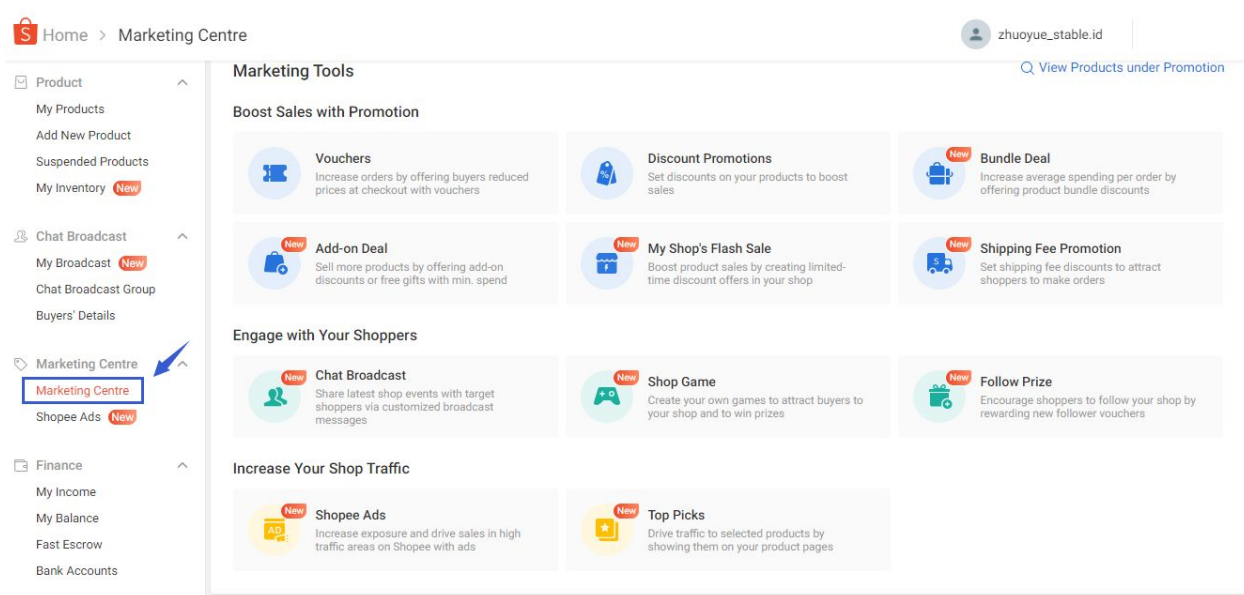 S Home > Marketing Centre
zhuoyue_stable.id
Product
My Products
Add New Product
Suspended Products
My Inventory New
Chat Broadcast
My Broadcast New
Chat Broadcast Group
Buyers' Details
Marketing Centre
Marketing Centre
Shopee Ads New
Finance
My Income
My Balance
Fast Escrow
Bank Accounts
Marketing Tools
View Products under Promotion
Boost Sales with Promotion
Vouchers
Increase orders by offering buyers reduced
prices at checkout with vouchers
Discount Promotions
Set discounts on your products to boost
sales
New
Bundle Deal
Increase average spending per order by
offering product bundle discounts
New
Add-on Deal
Sell more products by offering add-on
discounts or free gifts with min. spend
New
My Shop's Flash Sale
Boost product sales by creating limited-
time discount offers in your shop
New
Shipping Fee Promotion
Set shipping fee discounts to attract
shoppers to make orders
Engage with Your Shoppers
New
Chat Broadcast
Share latest shop events with target
shoppers via customized broadcast
messages
New
Shop Game
Create your own games to attract buyers to
your shop and to win prizes
New
Follow Prize
Encourage shoppers to follow your shop by
rewarding new follower vouchers
Increase Your Shop Traffic
New
AD
Shopee Ads
Increase exposure and drive sales in high
traffic areas on Shopee with ads
New
Top Picks
Drive traffic to selected products by
showing them on your product pages